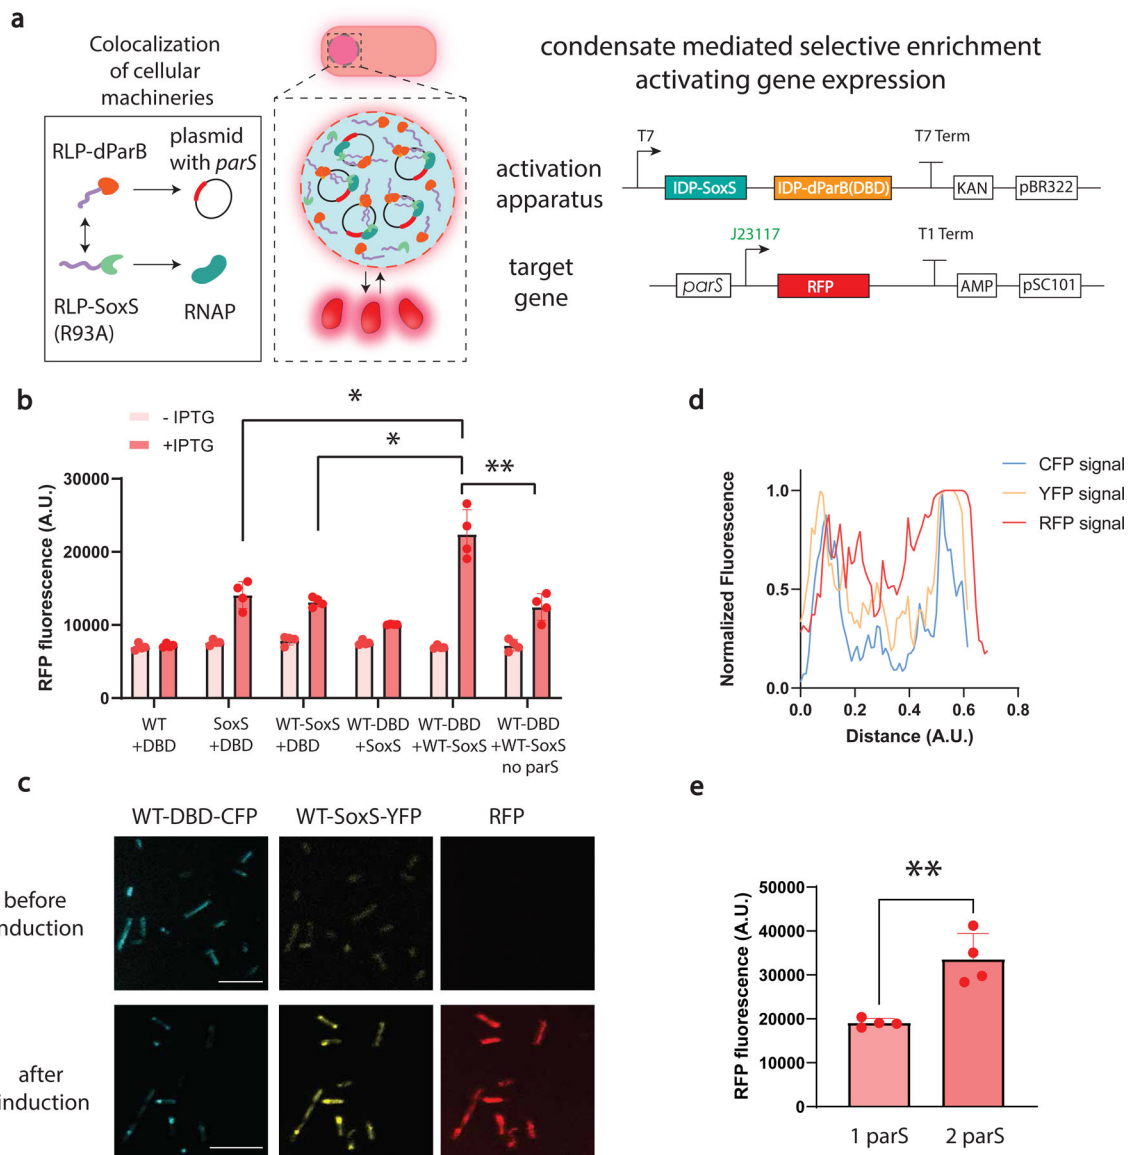 a
Colocalization
of cellular
machineries
RLP-dParB
plasmid
with parS
RLP-SoxS
(R93A)
RNAP
condensate mediated selective enrichment
activating gene expression
activation
apparatus
T7
IDP-SoxS
IDP-dParB(DBD)
T7 Term
KAN
pBR322
target
gene
parS
J23117
RFP
T1 Term
AMP
pSC101
b
- IPTG
+IPTG
*
*
**
RFP fluorescence (A.U.)
30000
20000
10000
0
WT
+DBD
SoxS
+DBD
WT-SoxS
+DBD
WT-DBD
+SoxS
WT-DBD
+WT-SoxS
WT-DBD
+WT-SoxS
no parS
c
WT-DBD-CFP
WT-SoxS-YFP
RFP
before
induction
after
induction
d
CFP signal
YFP signal
RFP signal
Normalized Fluorescence
1.0
0.5
0.0
0.0
0.2
0.4
0.6
0.8
Distance (A.U.)
e
**
RFP fluorescence (A.U.)
50000
40000
30000
20000
10000
0
1 parS
2 parS